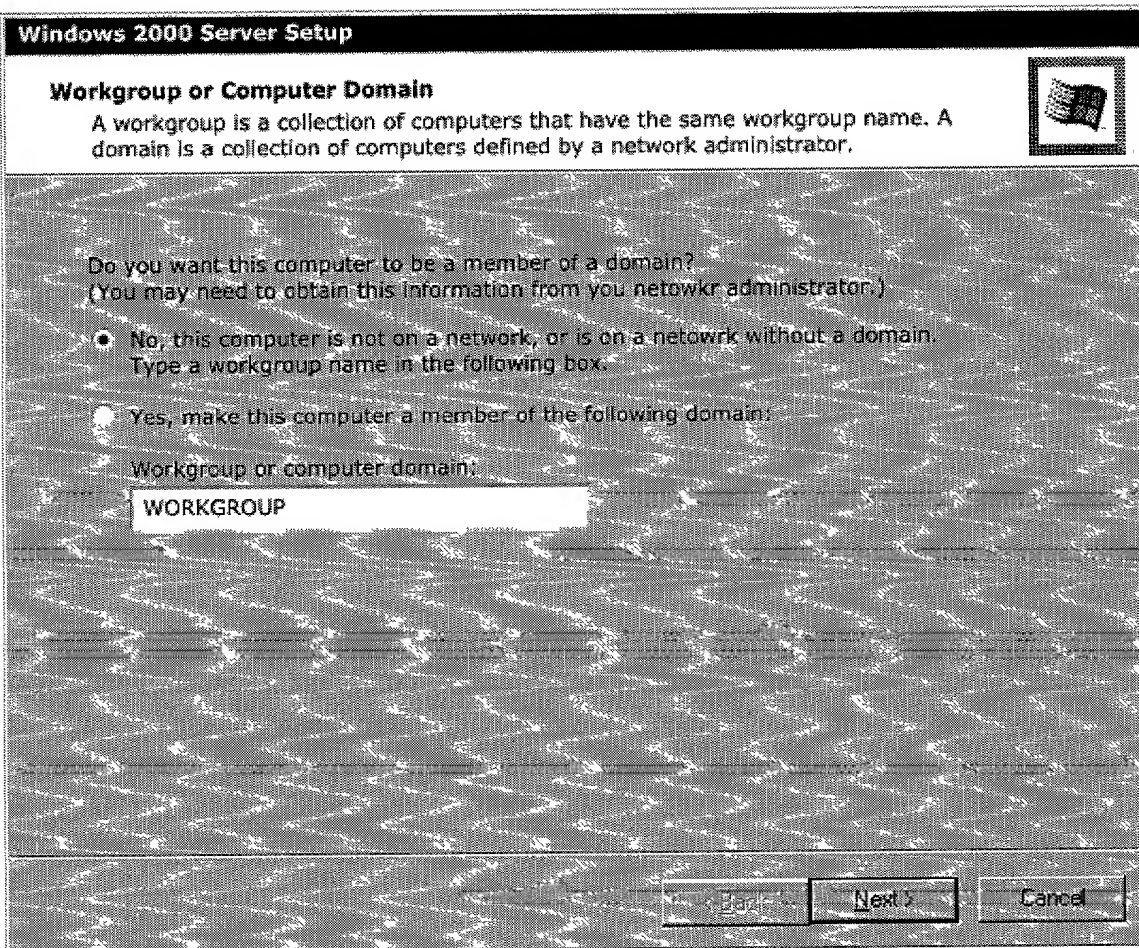 Windows 2000 Server Setup
Workgroup or Computer Domain
A workgroup is a collection of computers that have the same workgroup name. A
domain is a collection of computers defined by a network administrator.
Do you want this computer to be a member of a domain?
(You may need to obtain this information from you netowkr administrator.)
No, this computer is not on a network, or is on a netowrk without a domain.
Type a workgroup name in the following box.
Yes, make this computer a member of the following domain:
Workgroup or computer domain:
WORKGROUP
< Back Next > Cancel